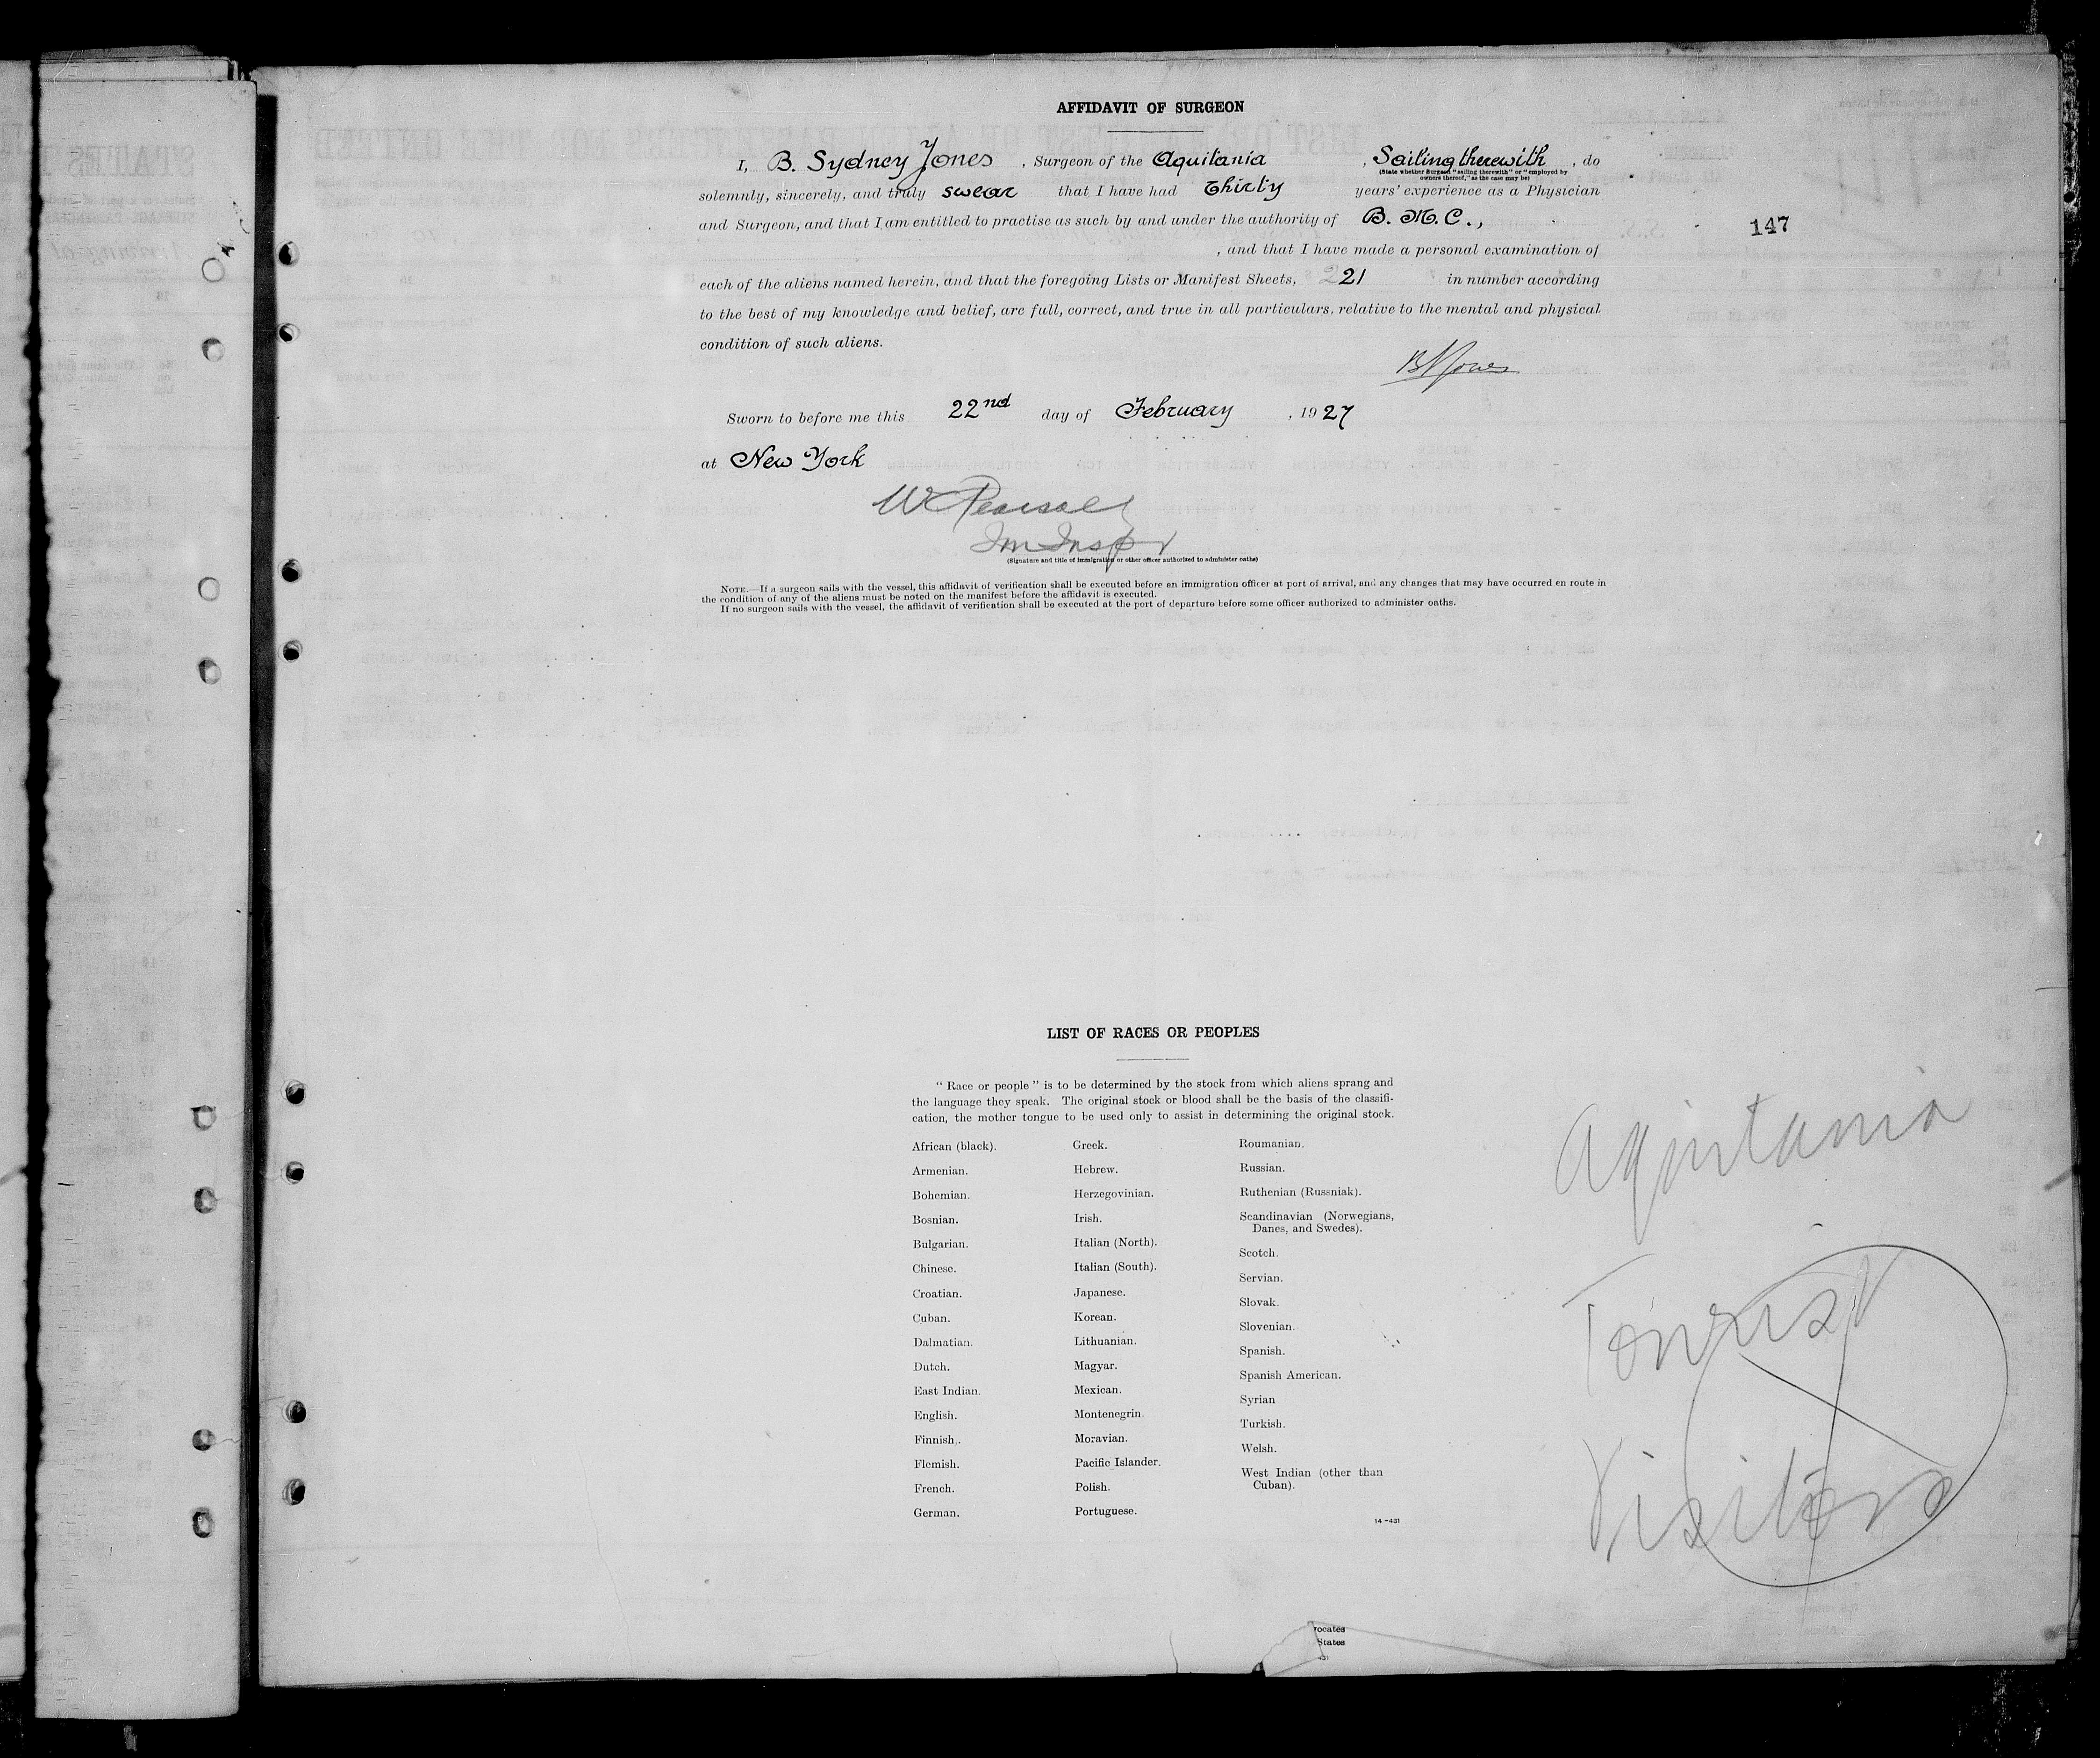 AFFIDAVIT OF SURGEON
I, B. Sydney Jones , Surgeon of the Aquitania , Sailing therewith , do
(State whether Surgeon "sailing therewith" or "employed by
owners thereof," as the case may be)
solemnly, sincerely, and truly swear that I have had Thirty years' experience as a Physician
and Surgeon, and that I am entitled to practise as such by and under the authority of B. M. C.,
147
, and that I have made a personal examination of
each of the aliens named herein, and that the foregoing Lists or Manifest Sheets, 221 in number according
to the best of my knowledge and belief, are full, correct, and true in all particulars, relative to the mental and physical
condition of such aliens.
BSJones
Sworn to before me this 22nd day of February , 1927
at New York
W Pearsall
Im Inspr
(Signature and title of immigration or other officer authorized to administer oaths)
NOTE.—If a surgeon sails with the vessel, this affidavit of verification shall be executed before an immigration officer at port of arrival, and any changes that may have occurred en route in
the condition of any of the aliens must be noted on the manifest before the affidavit is executed.
If no surgeon sails with the vessel, the affidavit of verification shall be executed at the port of departure before some officer authorized to administer oaths.
LIST OF RACES OR PEOPLES
" Race or people " is to be determined by the stock from which aliens sprang and
the language they speak. The original stock or blood shall be the basis of the classifi-
cation, the mother tongue to be used only to assist in determining the original stock.
African (black).
Armenian.
Bohemian.
Bosnian.
Bulgarian.
Chinese.
Croatian.
Cuban.
Dalmatian.
Dutch.
East Indian.
English.
Finnish.
Flemish.
French.
German.
Greek.
Hebrew.
Herzegovinian.
Irish.
Italian (North).
Italian (South).
Japanese.
Korean.
Lithuanian.
Magyar.
Mexican.
Montenegrin.
Moravian.
Pacific Islander.
Polish.
Portuguese.
Roumanian.
Russian.
Ruthenian (Russniak).
Scandinavian (Norwegians,
Danes, and Swedes).
Scotch.
Servian.
Slovak.
Slovenian.
Spanish.
Spanish American.
Syrian
Turkish.
Welsh.
West Indian (other than
Cuban).
14-431
Aquitania
Tourist
Visitors
rocates
States